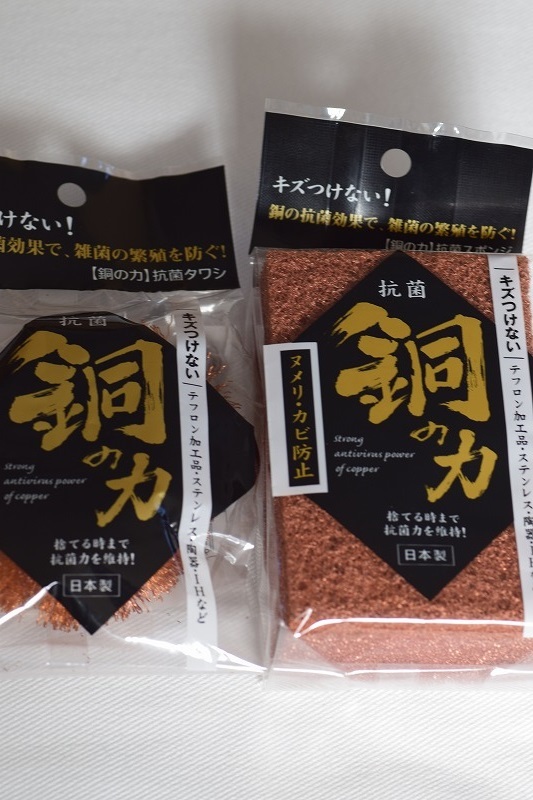 けない！
菌効果で、雑菌の繁殖を防ぐ！
【銅の力】抗菌タワシ
抗菌
銅の力
strong
antivirus power
of copper
捨てる時まで
抗菌力を維持！
日本製
キズつけない
テフロン加工品・ステンレス・陶器・IHなど
キズつけない！
銅の抗菌効果で、雑菌の繁殖を防ぐ！
【銅の力】抗菌スポンジ
抗菌
銅の力
strong
antivirus power
of copper
ヌメリ・カビ防止
捨てる時まで
抗菌力を維持！
日本製
キズつけない
テフロン加工品・ステンレス・陶器・IHなど